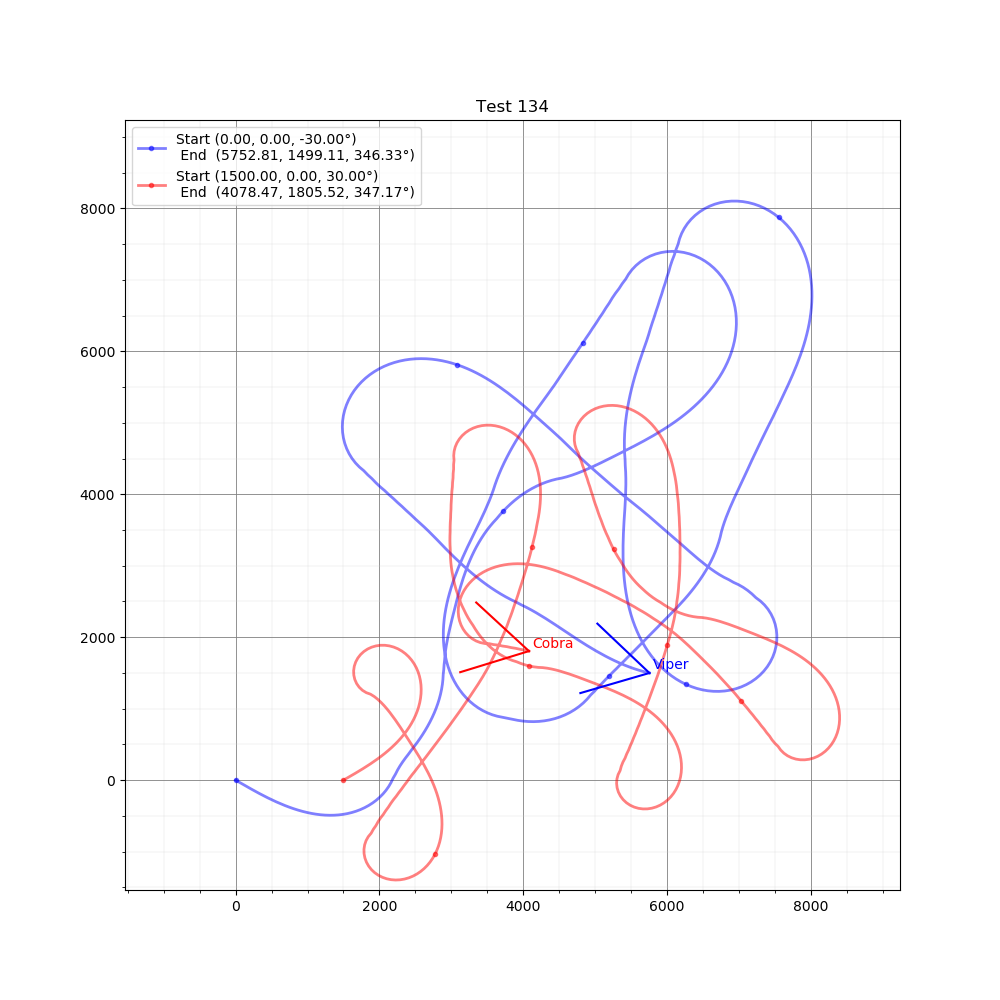 Test 134
Start (0.00, 0.00, -30.00°)
End (5752.81, 1499.11, 346.33°)
Start (1500.00, 0.00, 30.00°)
End (4078.47, 1805.52, 347.17°)
8000
6000
4000
2000
0
Cobra
Viper
0 2000 4000 6000 8000